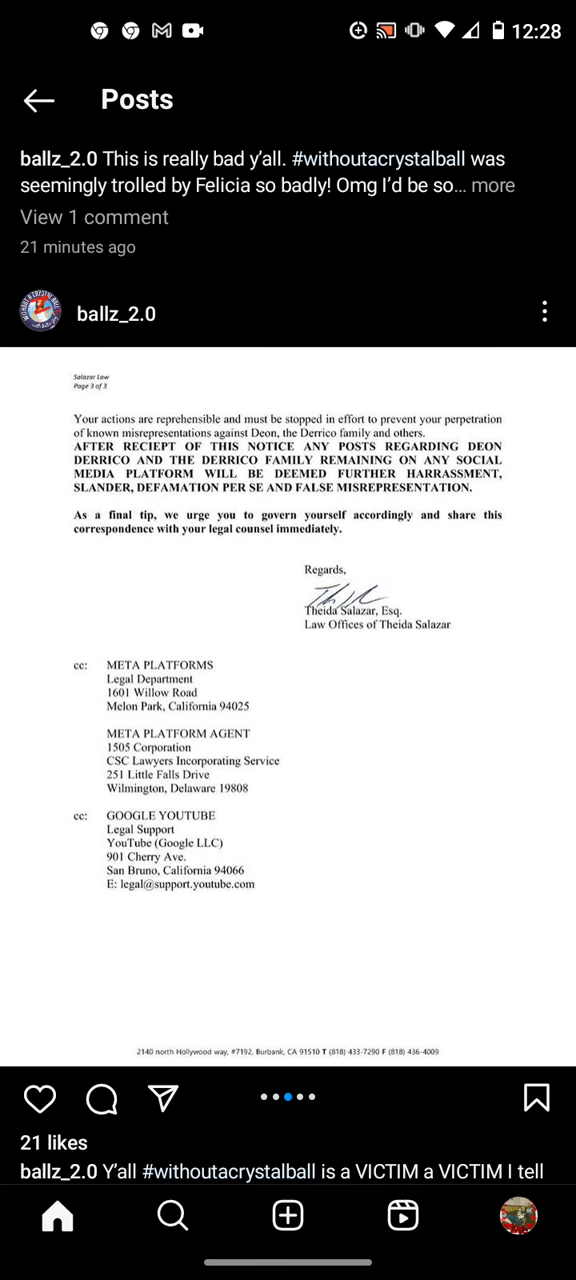 12:28
Posts
ballz_2.0 This is really bad y'all. #withoutacrystalball was
seemingly trolled by Felicia so badly! Omg I'd be so... more
View 1 comment
21 minutes ago
ballz_2.0
Salazar Law
Page 3 of 3
Your actions are reprehensible and must be stopped in effort to prevent your perpetration
of known misrepresentations against Deon, the Derrico family and others.
AFTER RECIEPT OF THIS NOTICE ANY POSTS REGARDING DEON
DERRICO AND THE DERRICO FAMILY REMAINING ON ANY SOCIAL
MEDIA PLATFORM WILL BE DEEMED FURTHER HARRASSMENT,
SLANDER, DEFAMATION PER SE AND FALSE MISREPRESENTATION.
As a final tip, we urge you to govern yourself accordingly and share this
correspondence with your legal counsel immediately.
Regards,
Theida Salazar, Esq.
Law Offices of Theida Salazar
cc: META PLATFORMS
Legal Department
1601 Willow Road
Melon Park, California 94025
META PLATFORM AGENT
1505 Corporation
CSC Lawyers Incorporating Service
251 Little Falls Drive
Wilmington, Delaware 19808
cc: GOOGLE YOUTUBE
Legal Support
YouTube (Google LLC)
901 Cherry Ave.
San Bruno, California 94066
E: legal@support.youtube.com
2140 north Hollywood way, #7192, Burbank, CA 91510 T (818) 433-7290 F (818) 436-4009
21 likes
ballz_2.0 Y'all #withoutacrystalball is a VICTIM a VICTIM I tell